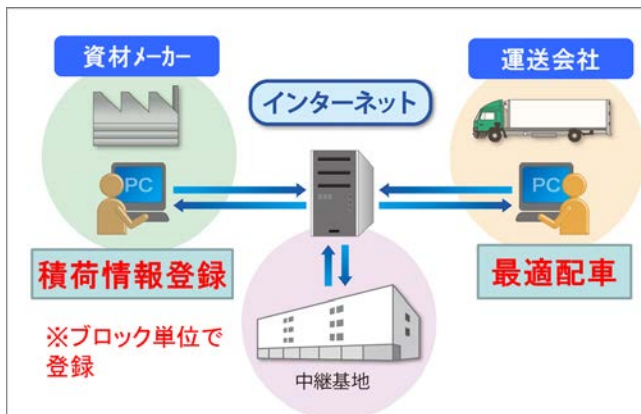 資材メーカー
運送会社
インターネット
PC
PC
積荷情報登録
最適配車
※ブロック単位で
登録
中継基地